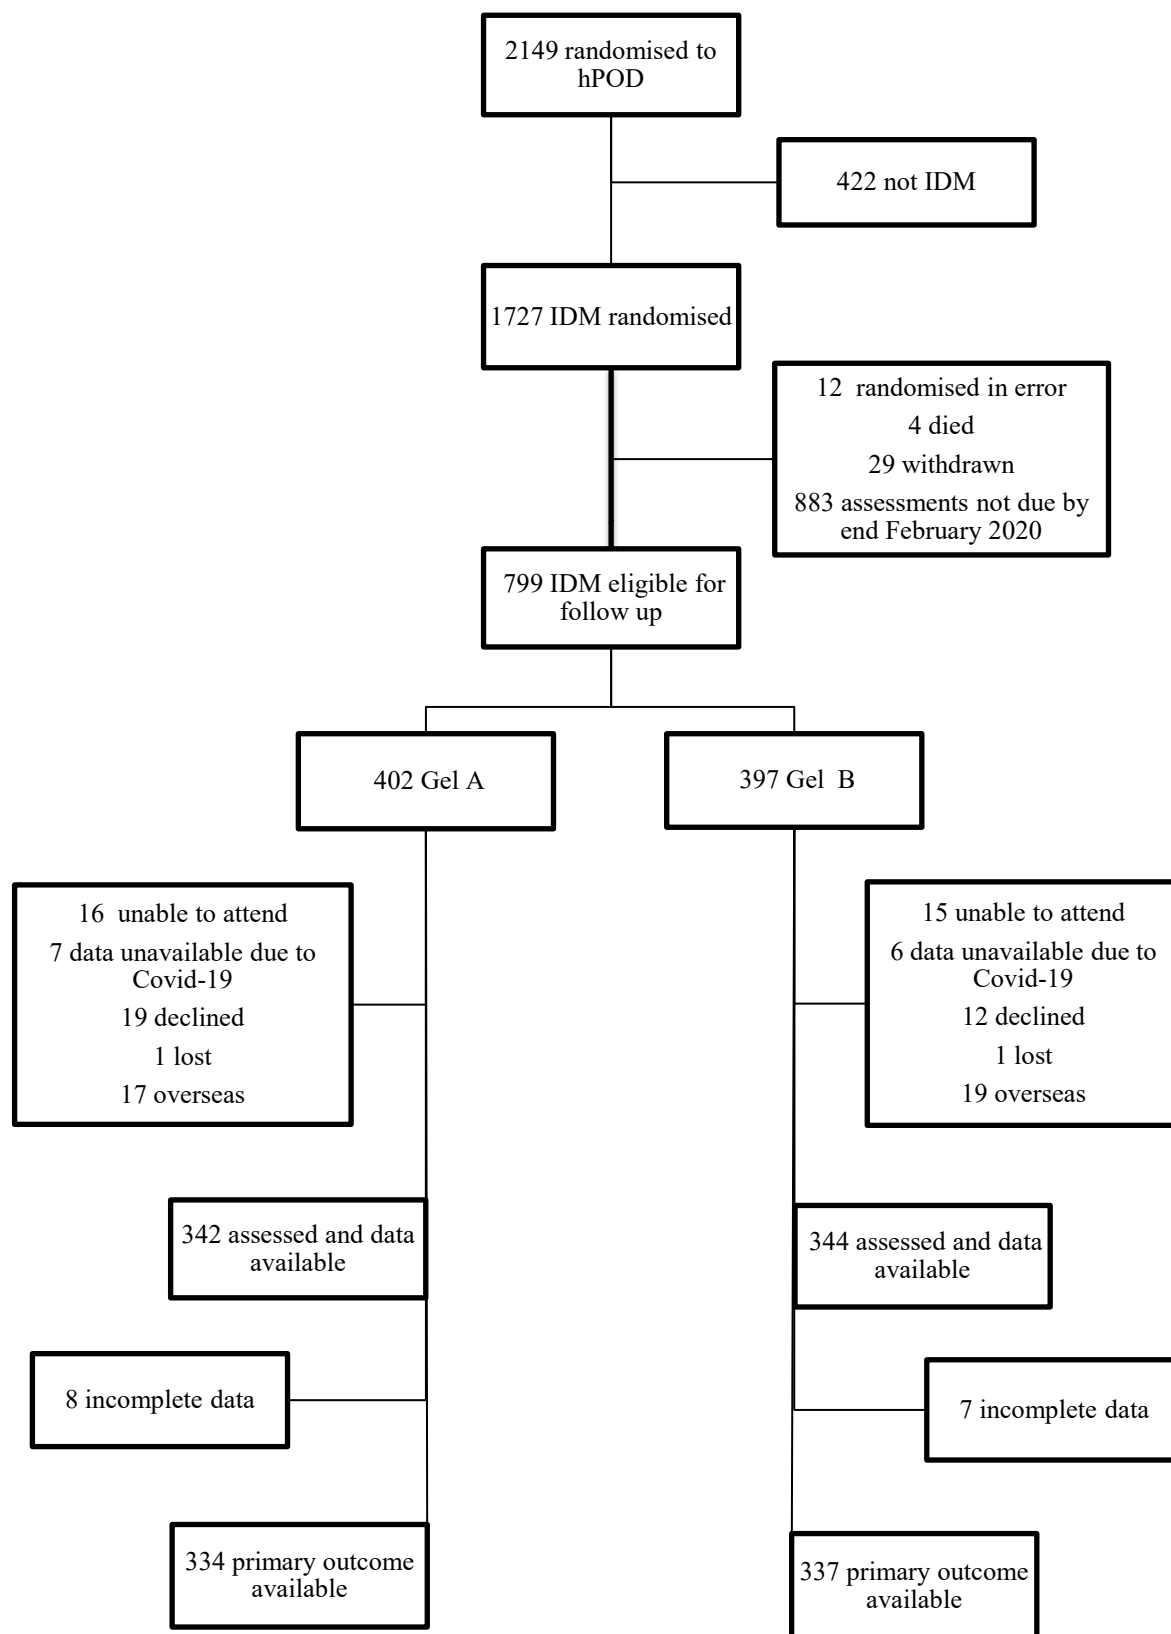 2149 randomised to
hPOD
422 not IDM
1727 IDM randomised
12 randomised in error
4 died
29 withdrawn
883 assessments not due by
end February 2020
799 IDM eligible for
follow up
402 Gel A
397 Gel B
16 unable to attend
7 data unavailable due to
Covid-19
19 declined
1 lost
17 overseas
15 unable to attend
6 data unavailable due to
Covid-19
12 declined
1 lost
19 overseas
342 assessed and data
available
344 assessed and data
available
8 incomplete data
7 incomplete data
334 primary outcome
available
337 primary outcome
available